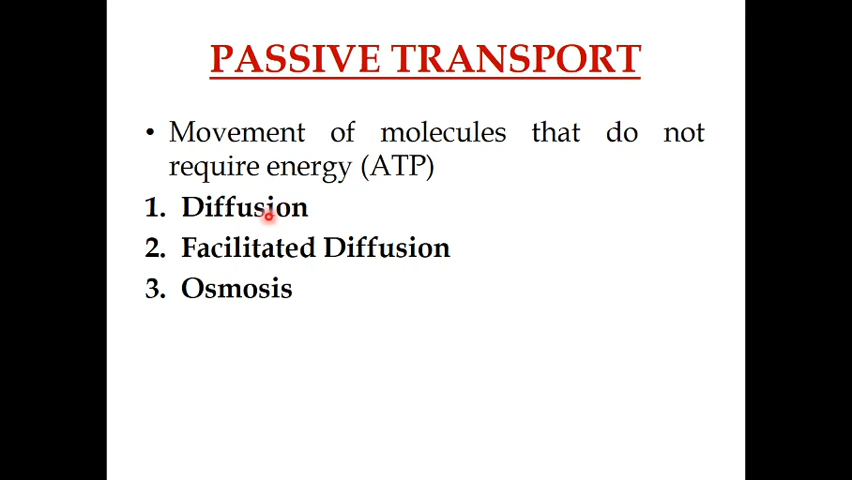 PASSIVE TRANSPORT
• Movement of molecules that do not
require energy (ATP)
1. Diffusion
2. Facilitated Diffusion
3. Osmosis